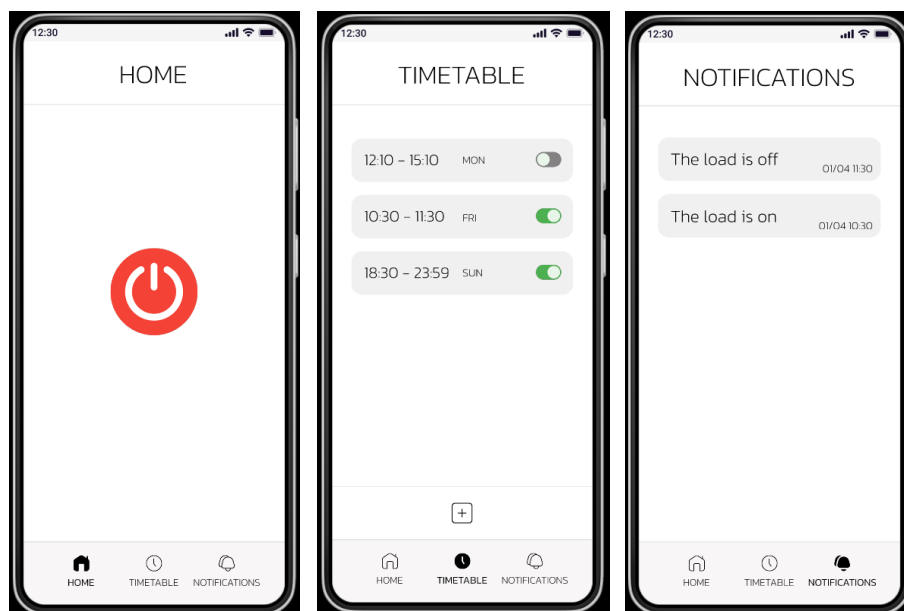 12:30
HOME
HOME TIMETABLE NOTIFICATIONS
12:30
TIMETABLE
12:10 - 15:10 MON
10:30 - 11:30 FRI
18:30 - 23:59 SUN
HOME TIMETABLE NOTIFICATIONS
12:30
NOTIFICATIONS
The load is off
01/04 11:30
The load is on
01/04 10:30
HOME TIMETABLE NOTIFICATIONS